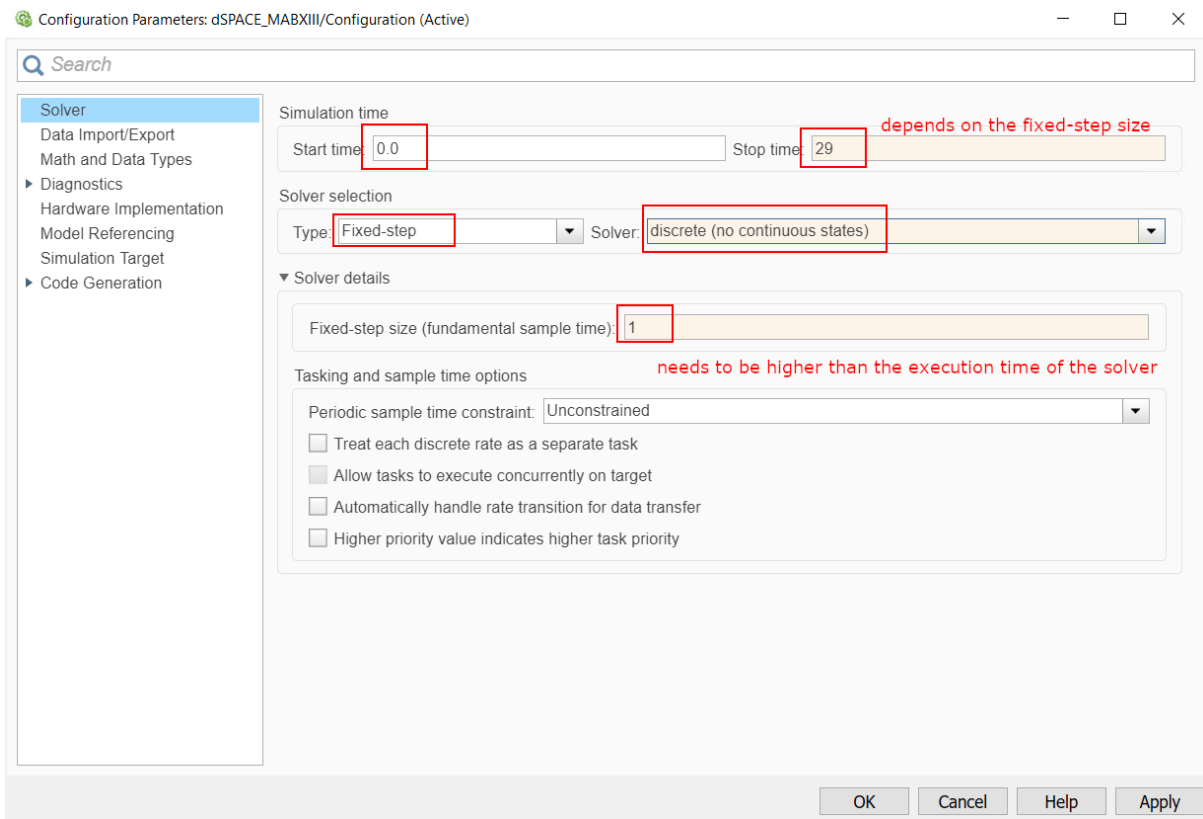 Configuration Parameters: dSPACE_MABXIII/Configuration (Active)
Search
Solver
Data Import/Export
Math and Data Types
Diagnostics
Hardware Implementation
Model Referencing
Simulation Target
Code Generation
Simulation time
depends on the fixed-step size
Start time: 0.0 Stop time: 29
Solver selection
Type: Fixed-step Solver: discrete (no continuous states)
Solver details
Fixed-step size (fundamental sample time): 1
needs to be higher than the execution time of the solver
Tasking and sample time options
Periodic sample time constraint: Unconstrained
Treat each discrete rate as a separate task
Allow tasks to execute concurrently on target
Automatically handle rate transition for data transfer
Higher priority value indicates higher task priority
OK Cancel Help Apply